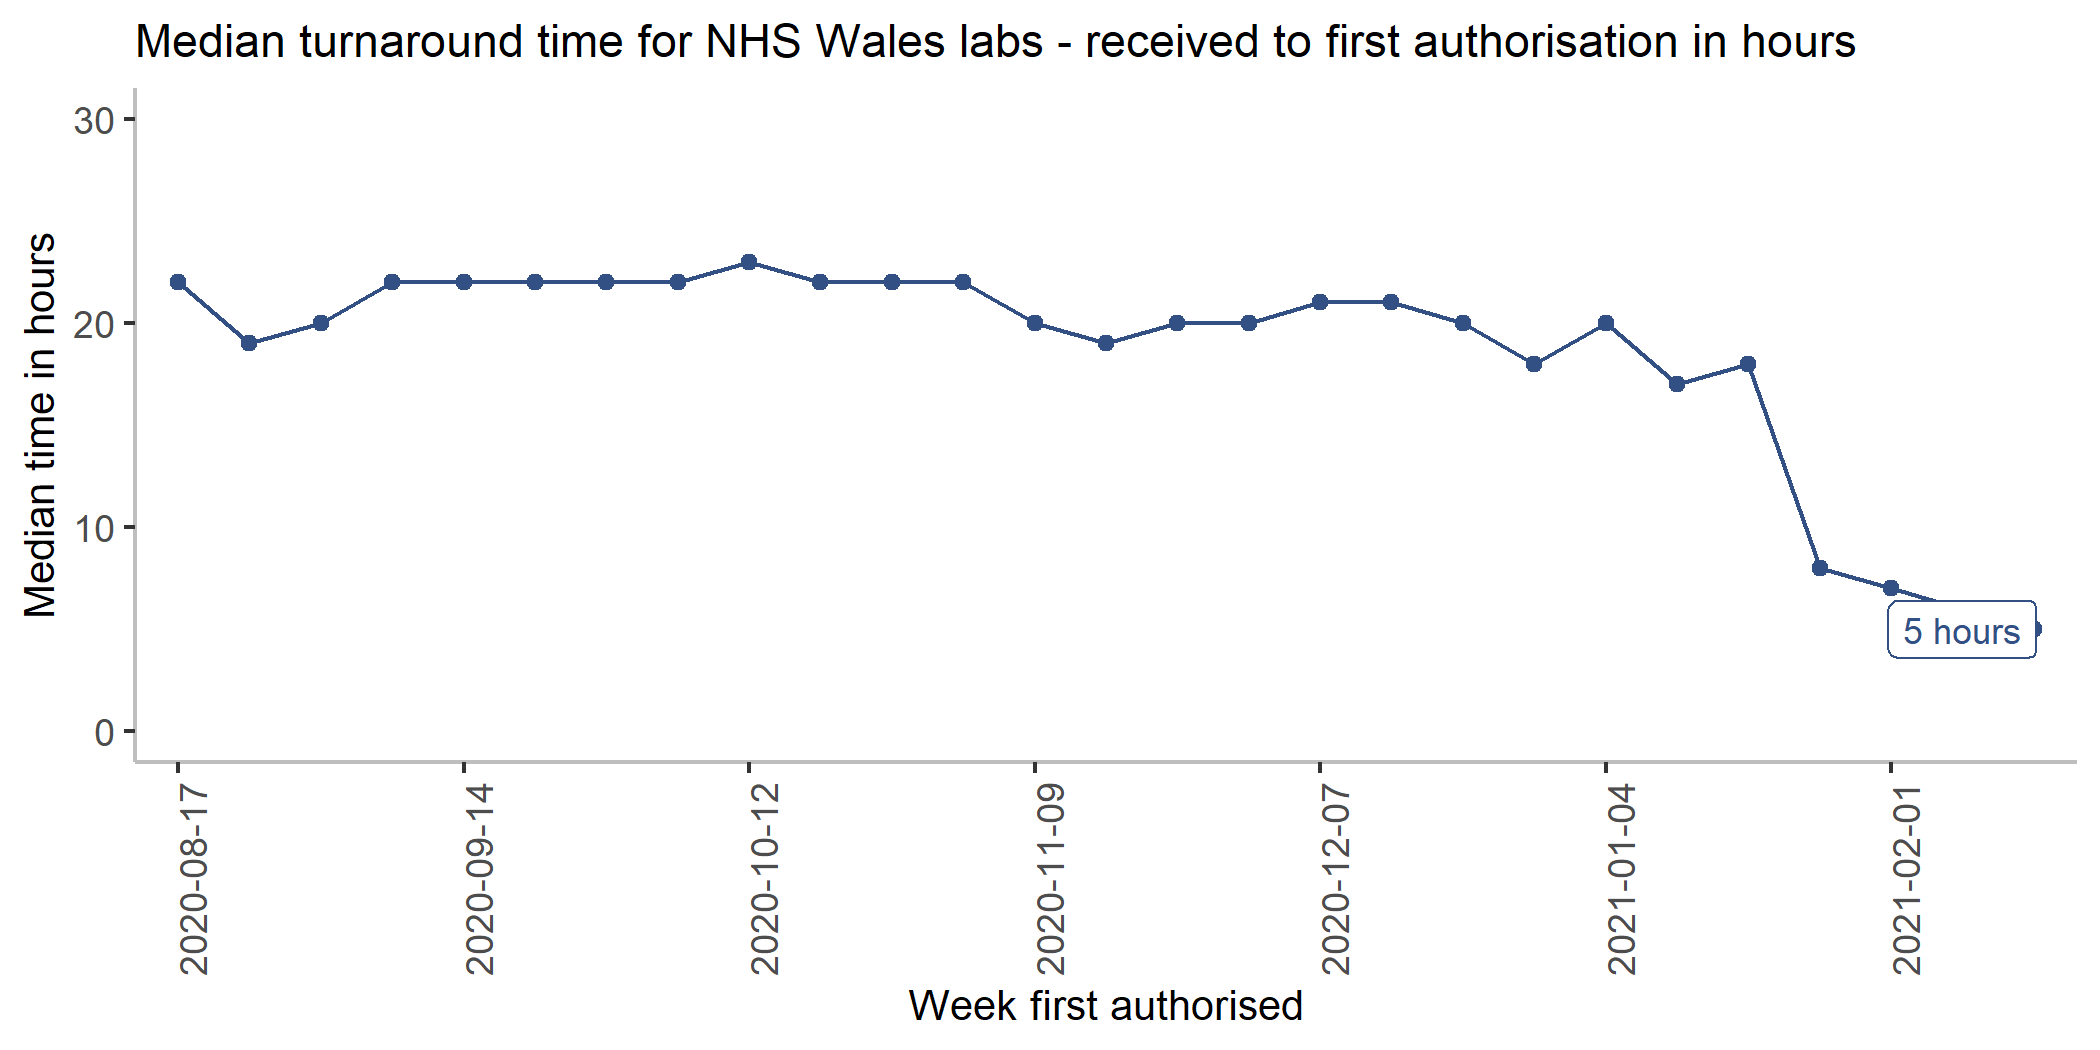 Median turnaround time for NHS Wales labs - received to first authorisation in hours
Median time in hours
30
20
10
0
5 hours
2020-08-17
2020-09-14
2020-10-12
2020-11-09
2020-12-07
2021-01-04
2021-02-01
Week first authorised